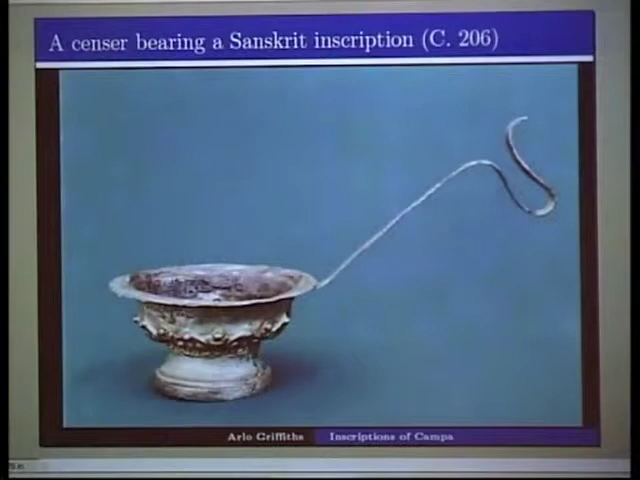 A censer bearing a Sanskrit inscription (C. 206)
Arlo Griffiths Inscriptions of Campa